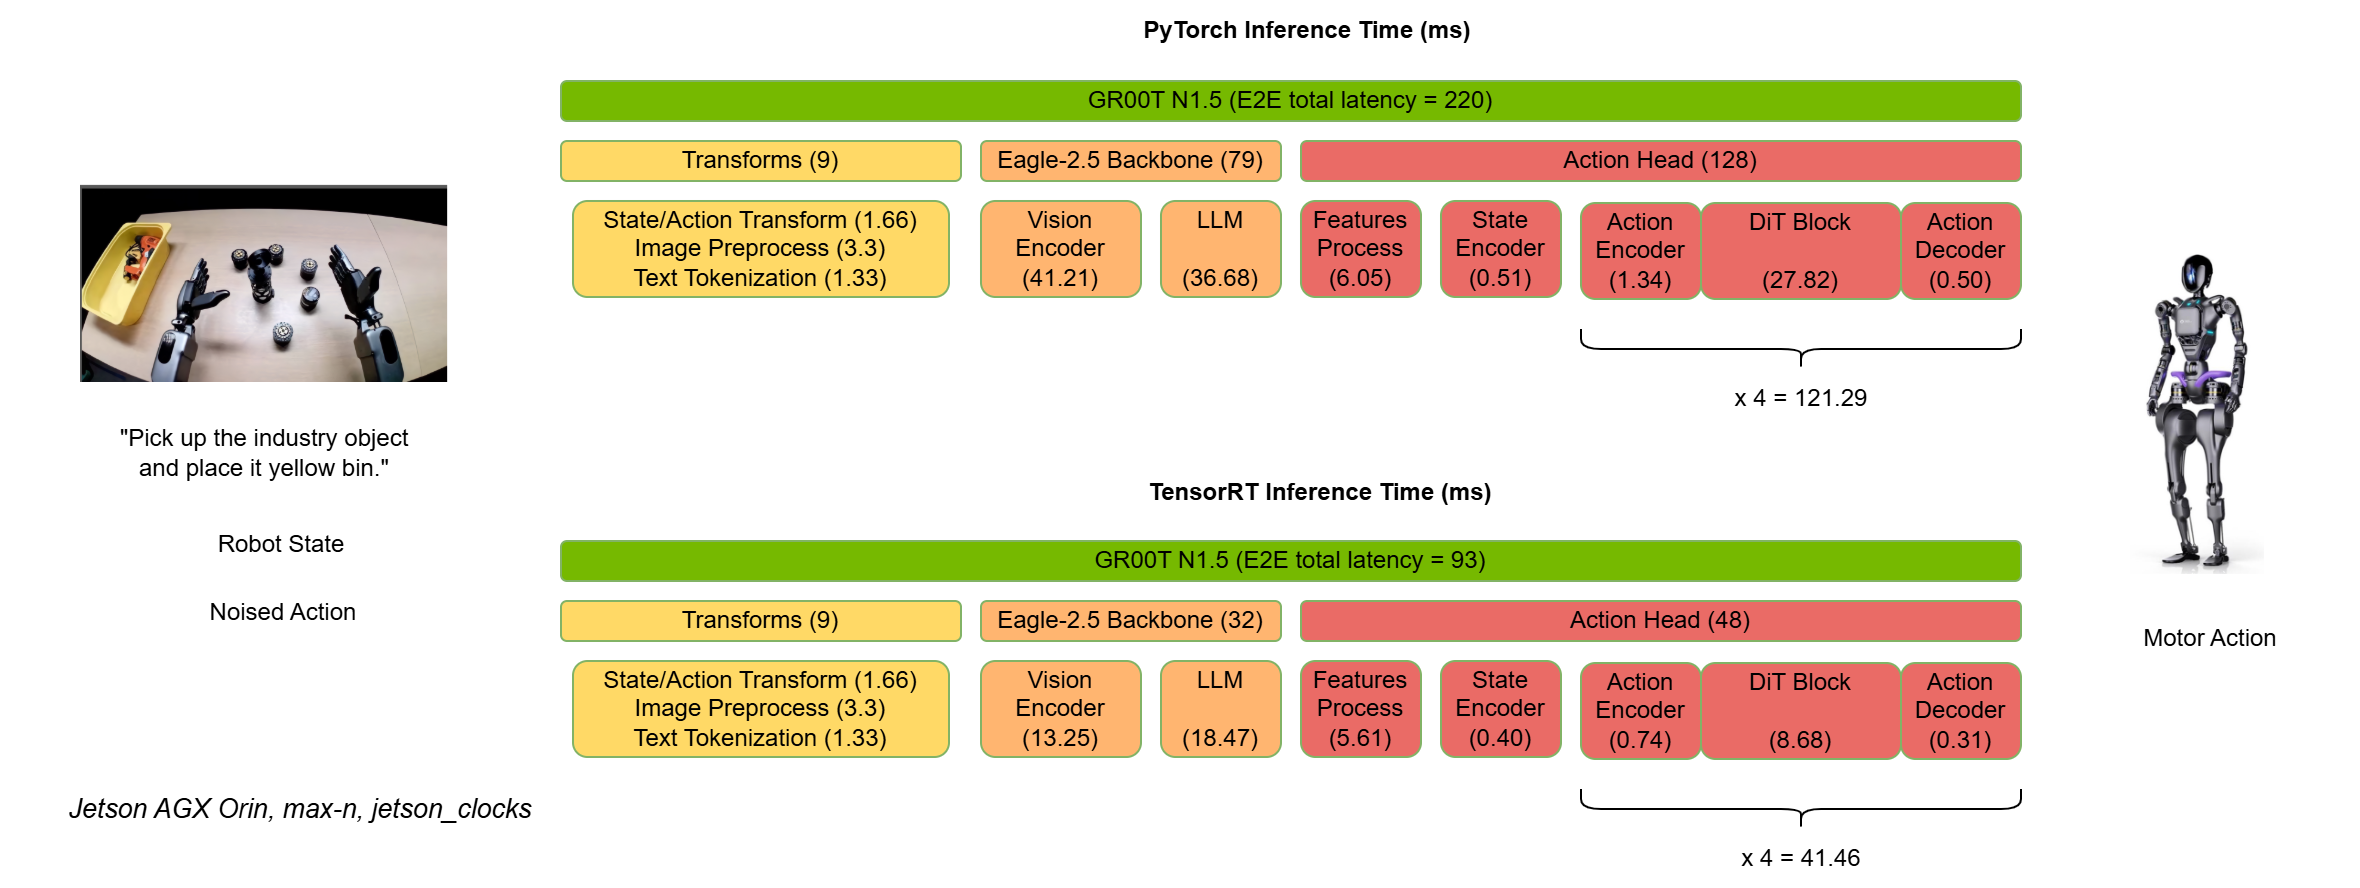 PyTorch Inference Time (ms)
GR00T N1.5 (E2E total latency = 220)
Transforms (9)
Eagle-2.5 Backbone (79)
Action Head (128)
State/Action Transform (1.66)
Image Preprocess (3.3)
Text Tokenization (1.33)
Vision
Encoder
(41.21)
LLM
(36.68)
Features
Process
(6.05)
State
Encoder
(0.51)
Action
Encoder
(1.34)
DiT Block
(27.82)
Action
Decoder
(0.50)
x 4 = 121.29
"Pick up the industry object
and place it yellow bin."
Robot State
Noised Action
Jetson AGX Orin, max-n, jetson_clocks
TensorRT Inference Time (ms)
GR00T N1.5 (E2E total latency = 93)
Transforms (9)
Eagle-2.5 Backbone (32)
Action Head (48)
State/Action Transform (1.66)
Image Preprocess (3.3)
Text Tokenization (1.33)
Vision
Encoder
(13.25)
LLM
(18.47)
Features
Process
(5.61)
State
Encoder
(0.40)
Action
Encoder
(0.74)
DiT Block
(8.68)
Action
Decoder
(0.31)
x 4 = 41.46
Motor Action